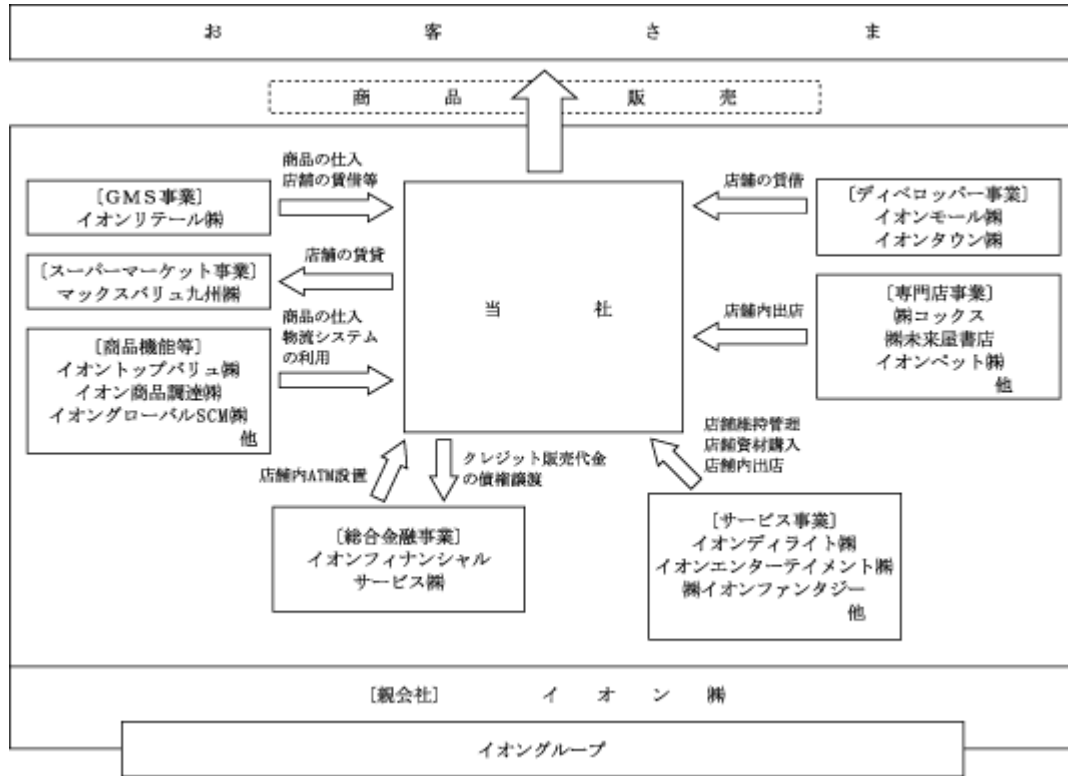 お客さま
商品販売
商品の仕入
店舗の賃借等
[GMS事業]
イオンリテール㈱
店舗の賃貸
[スーパーマーケット事業]
マックスバリュ九州㈱
商品の仕入
物流システム
の利用
[商品機能等]
イオントップバリュ㈱
イオン商品調達㈱
イオングローバルSCM㈱
他
当社
店舗の賃借
[ディベロッパー事業]
イオンモール㈱
イオンタウン㈱
店舗内出店
[専門店事業]
㈱コックス
㈱未来屋書店
イオンペット㈱
他
店舗内ATM設置
クレジット販売代金
の債権譲渡
[総合金融事業]
イオンフィナンシャル
サービス㈱
店舗維持管理
店舗資材購入
店舗内出店
[サービス事業]
イオンディライト㈱
イオンエンターテイメント㈱
㈱イオンファンタジー
他
[親会社] イオン㈱
イオングループ